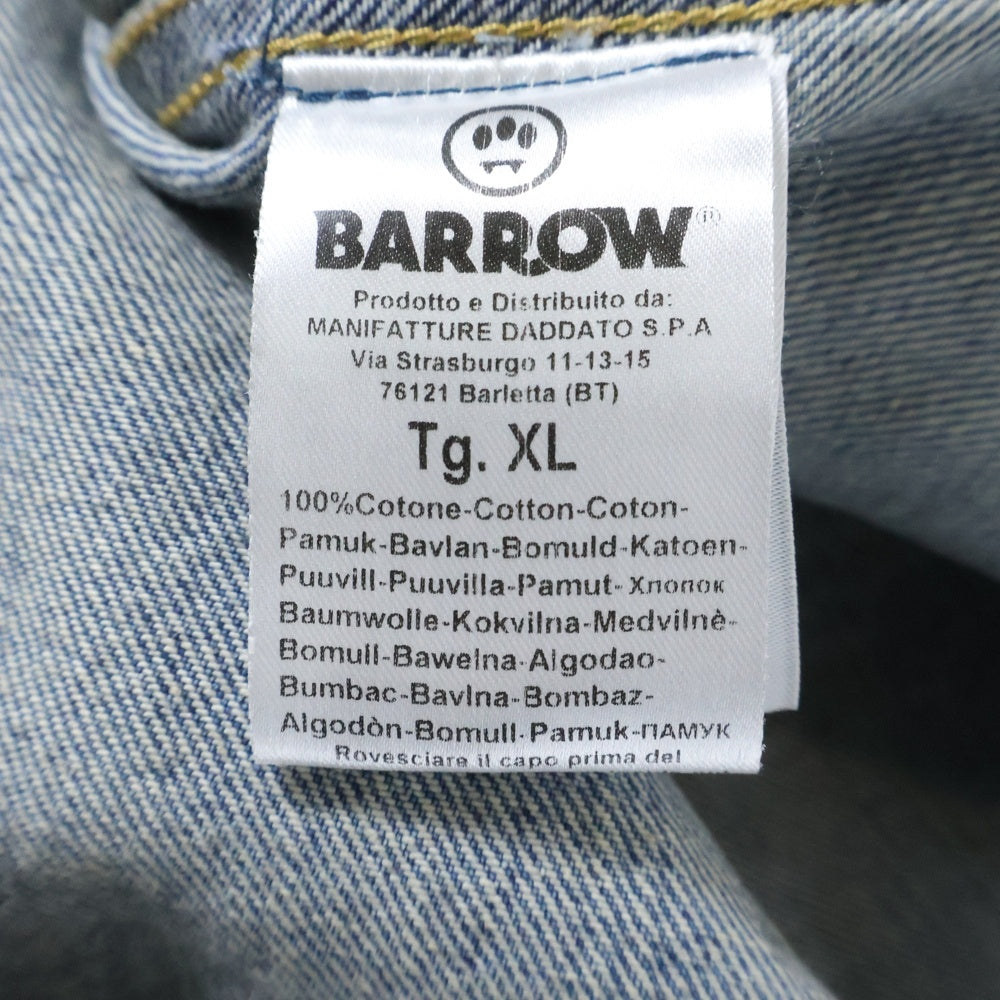 BARROW®
Prodotto e Distribuito da:
MANIFATTURE DADDATO S.P.A
Via Strasburgo 11-13-15
76121 Barletta (BT)
Tg. XL
100%Cotone-Cotton-Coton-
Pamuk-Bavlan-Bomuld-Katoen-
Puuvill-Puuvilla-Pamut-Хлопок
Baumwolle-Kokvilna-Medvilnè-
Bomull-Bawelna-Algodao-
Bumbac-Bavlna-Bombaz-
Algodòn-Bomull-Pamuk-ПАМУК
Rovesciare il capo prima del